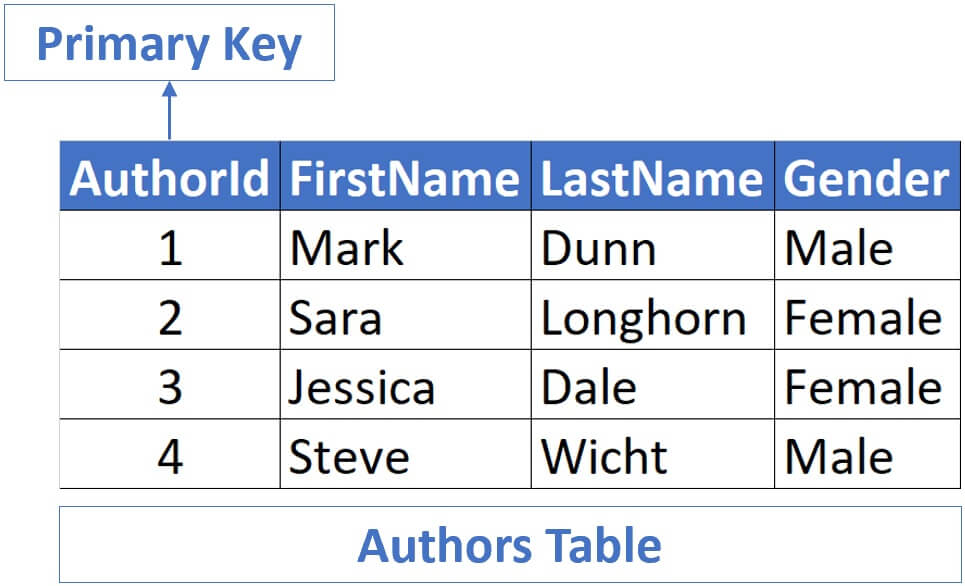 Primary Key
AuthorId FirstName LastName Gender
1 Mark Dunn Male
2 Sara Longhorn Female
3 Jessica Dale Female
4 Steve Wicht Male
Authors Table